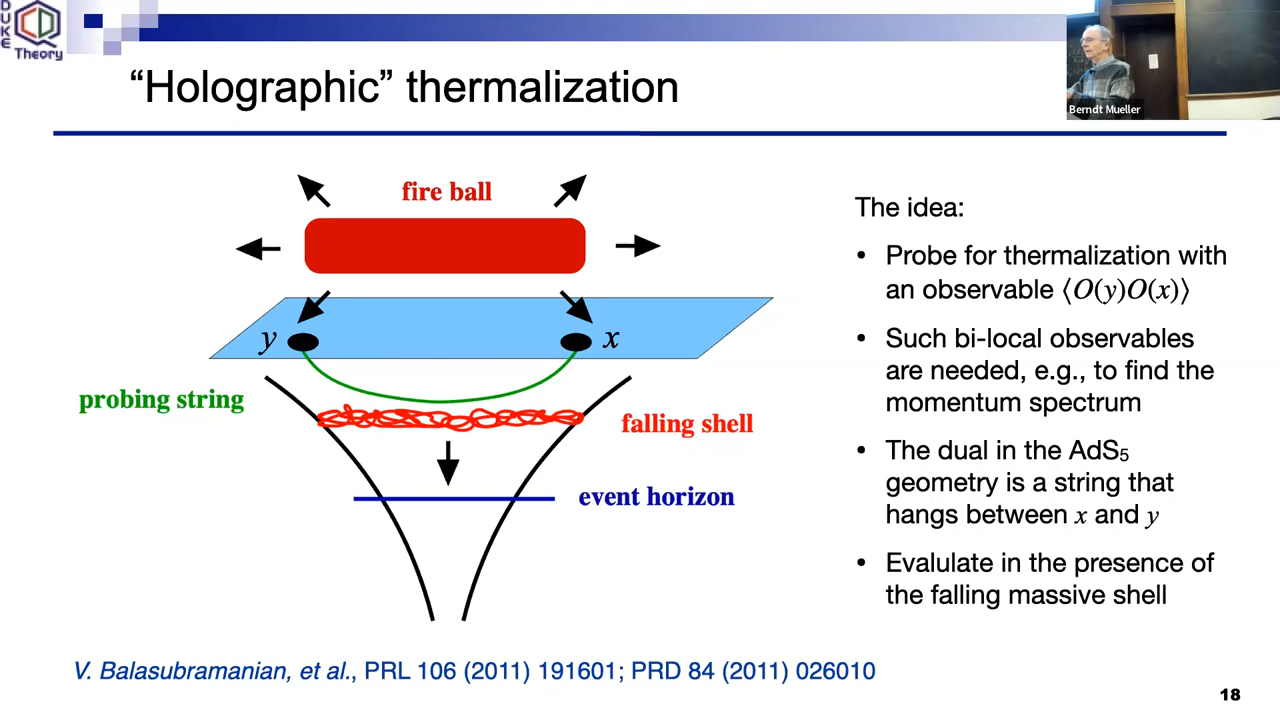 DUKE
Theory
Berndt Mueller
“Holographic” thermalization
fire ball
y
x
probing string
falling shell
event horizon
The idea:
• Probe for thermalization with
an observable ⟨O(y)O(x)⟩
• Such bi-local observables
are needed, e.g., to find the
momentum spectrum
• The dual in the AdS₅
geometry is a string that
hangs between x and y
• Evalulate in the presence of
the falling massive shell
V. Balasubramanian, et al., PRL 106 (2011) 191601; PRD 84 (2011) 026010
18